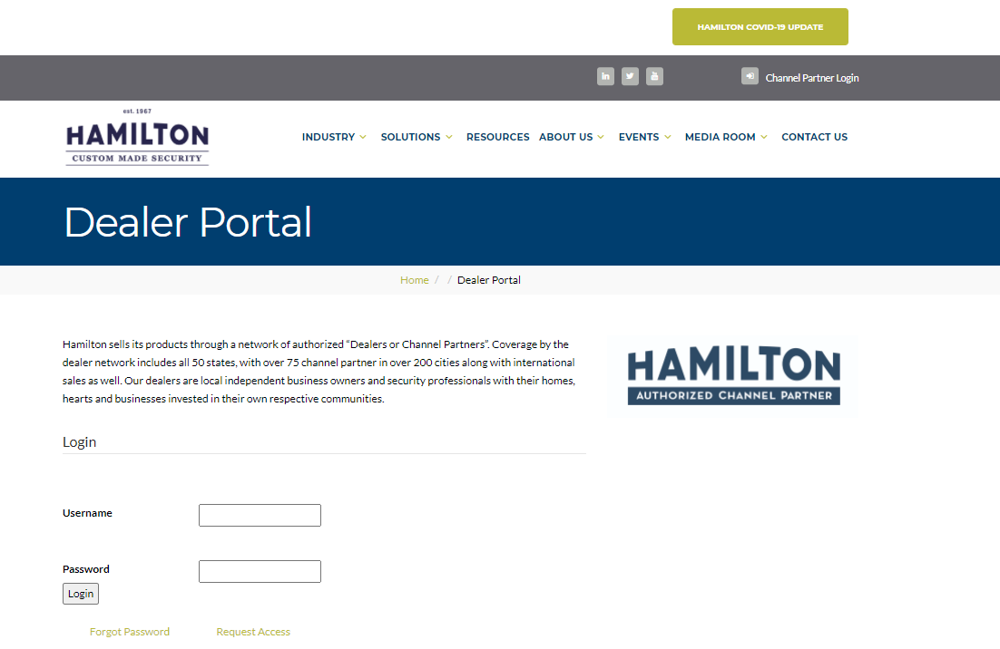 HAMILTON COVID-19 UPDATE
Channel Partner Login
est. 1967
HAMILTON
CUSTOM MADE SECURITY
INDUSTRY SOLUTIONS RESOURCES ABOUT US EVENTS MEDIA ROOM CONTACT US
Dealer Portal
Home / / Dealer Portal
Hamilton sells its products through a network of authorized “Dealers or Channel Partners”. Coverage by the
dealer network includes all 50 states, with over 75 channel partner in over 200 cities along with international
sales as well. Our dealers are local independent business owners and security professionals with their homes,
hearts and businesses invested in their own respective communities.
HAMILTON
AUTHORIZED CHANNEL PARTNER
Login
Username
Password
Login
Forgot Password Request Access